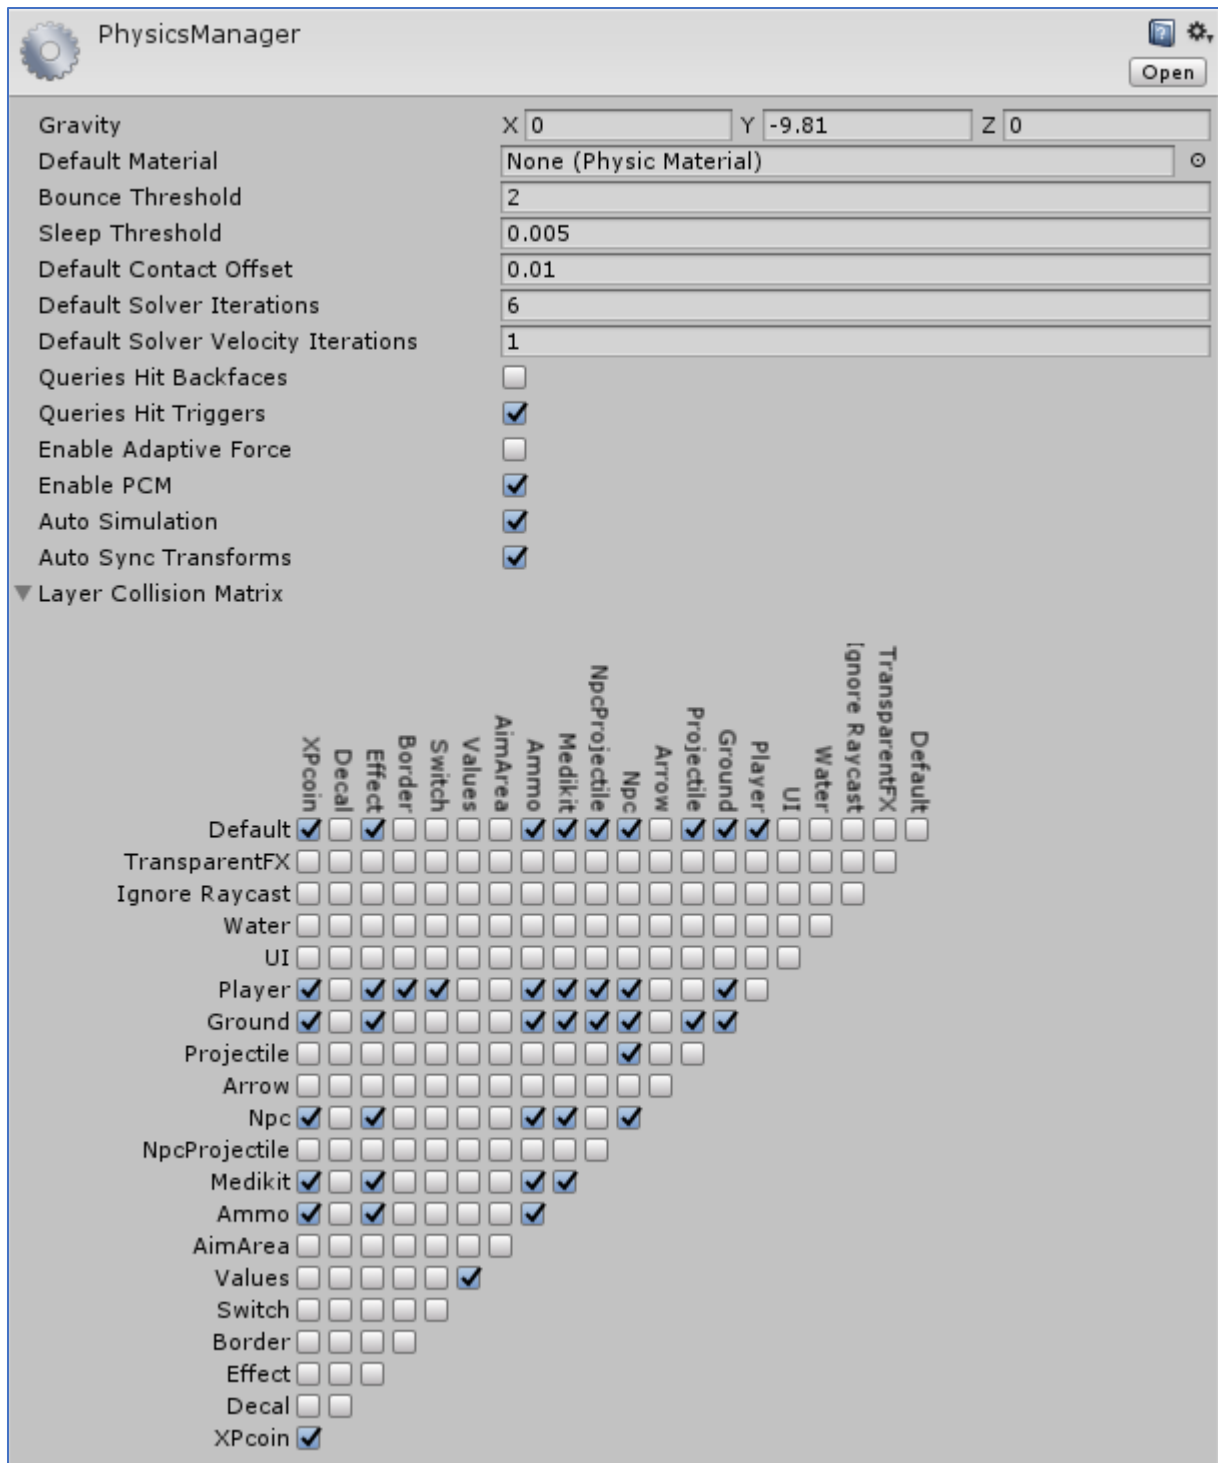 PhysicsManager
Open
Gravity X 0 Y -9.81 Z 0
Default Material None (Physic Material)
Bounce Threshold 2
Sleep Threshold 0.005
Default Contact Offset 0.01
Default Solver Iterations 6
Default Solver Velocity Iterations 1
Queries Hit Backfaces
Queries Hit Triggers
Enable Adaptive Force
Enable PCM
Auto Simulation
Auto Sync Transforms
Layer Collision Matrix
XPcoin
Decal
Effect
Border
Switch
Values
AimArea
Ammo
Medikit
NpcProjectile
Npc
Arrow
Projectile
Ground
Player
UI
Water
Ignore Raycast
TransparentFX
Default
Default
TransparentFX
Ignore Raycast
Water
UI
Player
Ground
Projectile
Arrow
Npc
NpcProjectile
Medikit
Ammo
AimArea
Values
Switch
Border
Effect
Decal
XPcoin